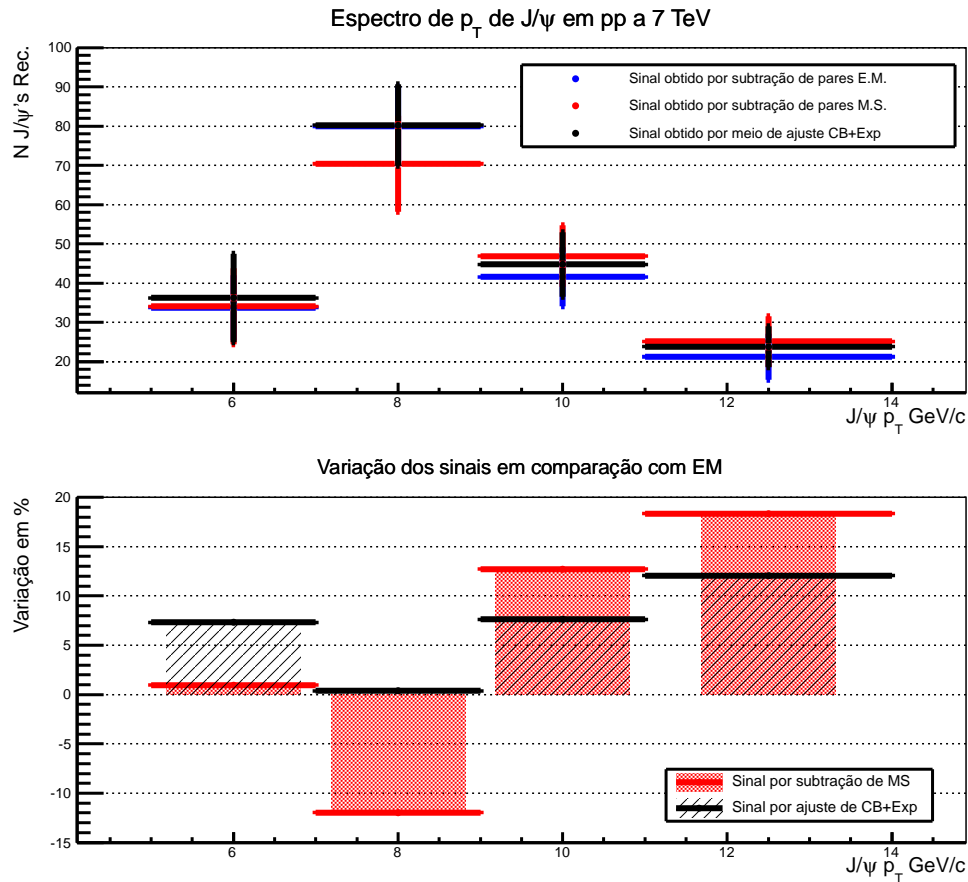 Espectro de p_T de J/ψ em pp a 7 TeV
N J/ψ's Rec.
100
90
80
70
60
50
40
30
20
Sinal obtido por subtração de pares E.M.
Sinal obtido por subtração de pares M.S.
Sinal obtido por meio de ajuste CB+Exp
6 8 10 12 14
J/ψ p_T GeV/c
Variação dos sinais em comparação com EM
Variação em %
20
15
10
5
0
-5
-10
-15
Sinal por subtração de MS
Sinal por ajuste de CB+Exp
6 8 10 12 14
J/ψ p_T GeV/c